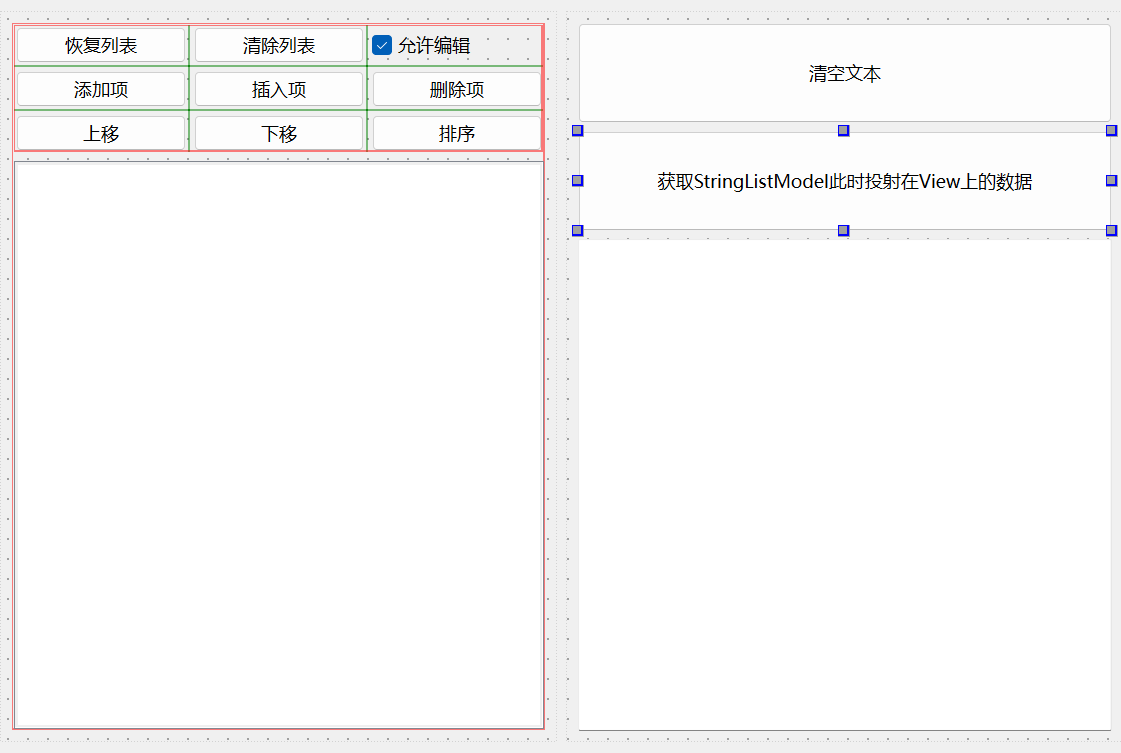 恢复列表
清除列表
允许编辑
添加项
插入项
删除项
上移
下移
排序
清空文本
获取StringListModel此时投射在View上的数据